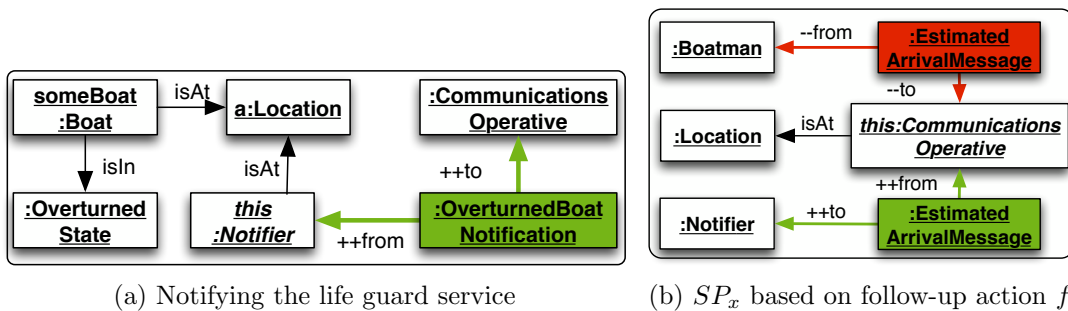 someBoat
:Boat
isAt
a:Location
:Communications
Operative
isIn
isAt
++to
:Overturned
State
this
:Notifier
++from
:OverturnedBoat
Notification
(a) Notifying the life guard service
:Boatman
--from
:Estimated
ArrivalMessage
--to
:Location
isAt
this:Communications
Operative
++from
:Notifier
++to
:Estimated
ArrivalMessage
(b) SPx based on follow-up action f